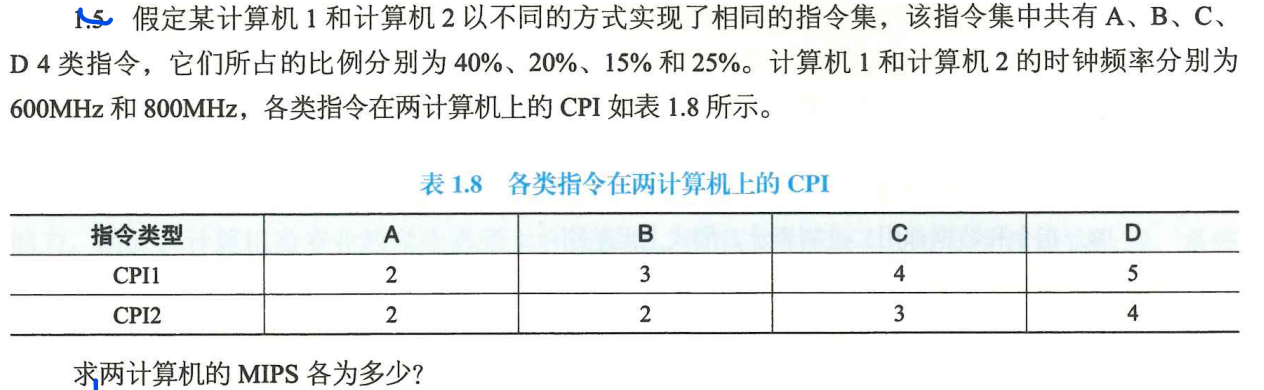 1.5 假定某计算机 1 和计算机 2 以不同的方式实现了相同的指令集，该指令集中共有 A、B、C、
D 4 类指令，它们所占的比例分别为 40%、20%、15% 和 25%。计算机 1 和计算机 2 的时钟频率分别为
600MHz 和 800MHz，各类指令在两计算机上的 CPI 如表 1.8 所示。
表 1.8 各类指令在两计算机上的 CPI
指令类型 A B C D
CPI1 2 3 4 5
CPI2 2 2 3 4
求两计算机的 MIPS 各为多少?